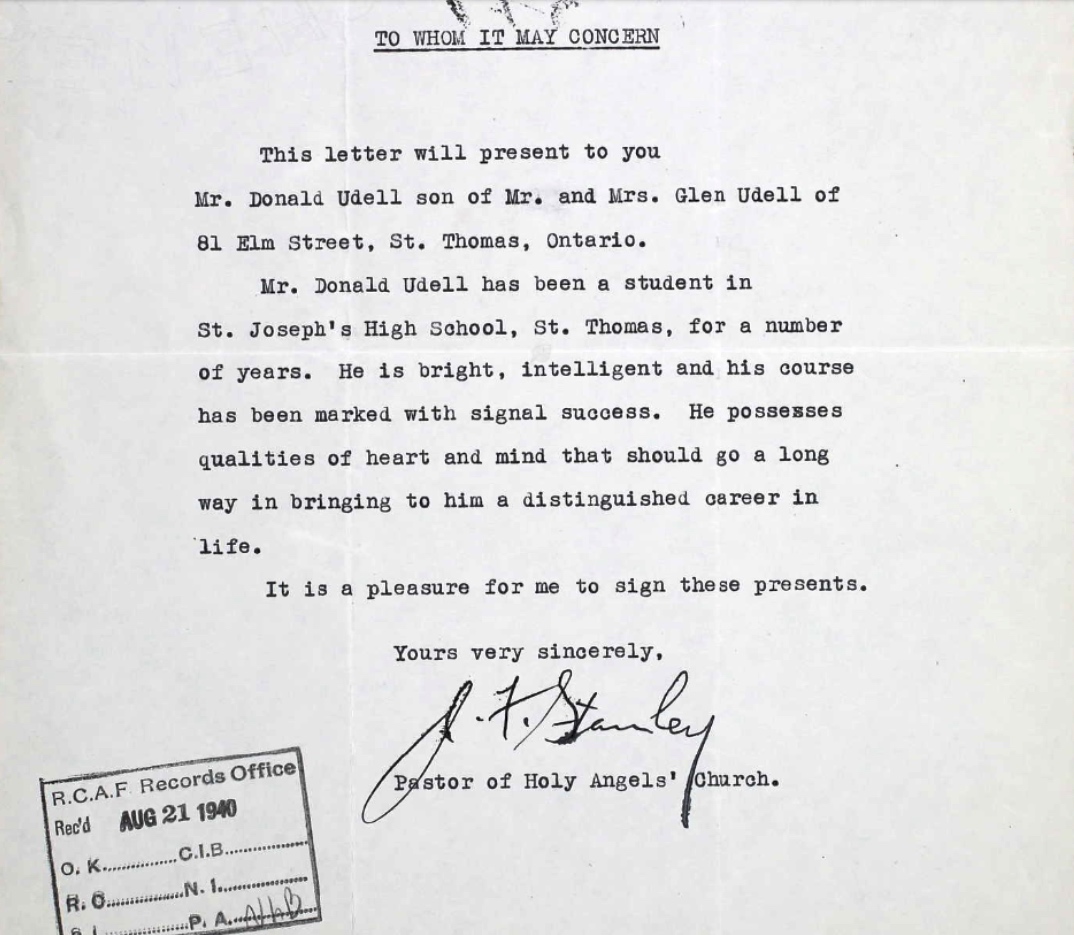 TO WHOM IT MAY CONCERN
This letter will present to you
Mr. Donald Udell son of Mr. and Mrs. Glen Udell of
81 Elm Street, St. Thomas, Ontario.
Mr. Donald Udell has been a student in
St. Joseph's High School, St. Thomas, for a number
of years. He is bright, intelligent and his course
has been marked with signal success. He possesses
qualities of heart and mind that should go a long
way in bringing to him a distinguished career in
life.
It is a pleasure for me to sign these presents.
Yours very sincerely,
J. F. Stanley
Pastor of Holy Angels' Church.
R.C.A.F. Records Office
Rec'd AUG 21 1940
O. K.................C.I.B...................
N. I...................
P. A.